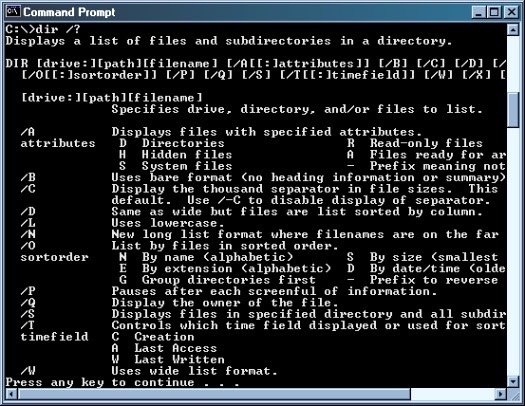 Command Prompt
C:\>dir /?
Displays a list of files and subdirectories in a directory.
DIR [drive:][path][filename] [/A[[:]attributes]] [/B] [/C] [/D] [/
[/O[[:]sortorder]] [/P] [/Q] [/S] [/T[[:]timefield]] [/W] [/X] [
[drive:][path][filename]
Specifies drive, directory, and/or files to list.
/A Displays files with specified attributes.
attributes D Directories R Read-only files
H Hidden files A Files ready for ar
S System files - Prefix meaning not
/B Uses bare format (no heading information or summary)
/C Display the thousand separator in file sizes. This
default. Use /-C to disable display of separator.
/D Same as wide but files are list sorted by column.
/L Uses lowercase.
/N New long list format where filenames are on the far
/O List by files in sorted order.
sortorder N By name (alphabetic) S By size (smallest
E By extension (alphabetic) D By date/time (olde
G Group directories first - Prefix to reverse
/P Pauses after each screenful of information.
/Q Display the owner of the file.
/S Displays files in specified directory and all subdir
/T Controls which time field displayed or used for sort
timefield C Creation
A Last Access
W Last Written
/W Uses wide list format.
Press any key to continue . . .